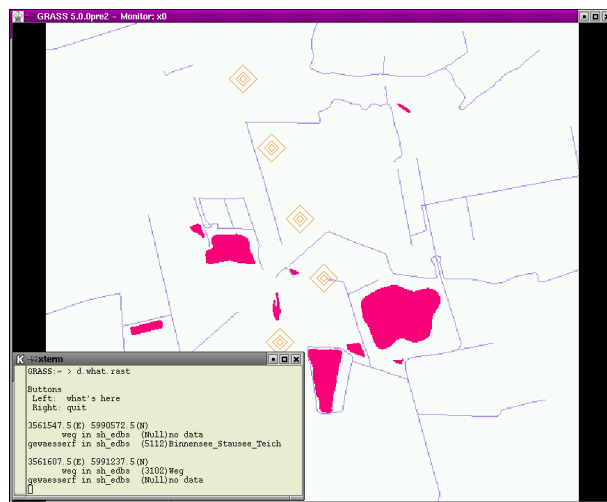 GRASS 5.0.0pre2 - Monitor: x0
xterm
GRASS:~ > d.what.rast
Buttons
Left: what's here
Right: quit
3561547.5(E) 5990572.5(N)
weg in sh_edbs (Null)no data
gewaesserf in sh_edbs (5112)Binnensee_Stausee_Teich
3561607.5(E) 5991237.5(N)
weg in sh_edbs (3102)Weg
gewaesserf in sh_edbs (Null)no data